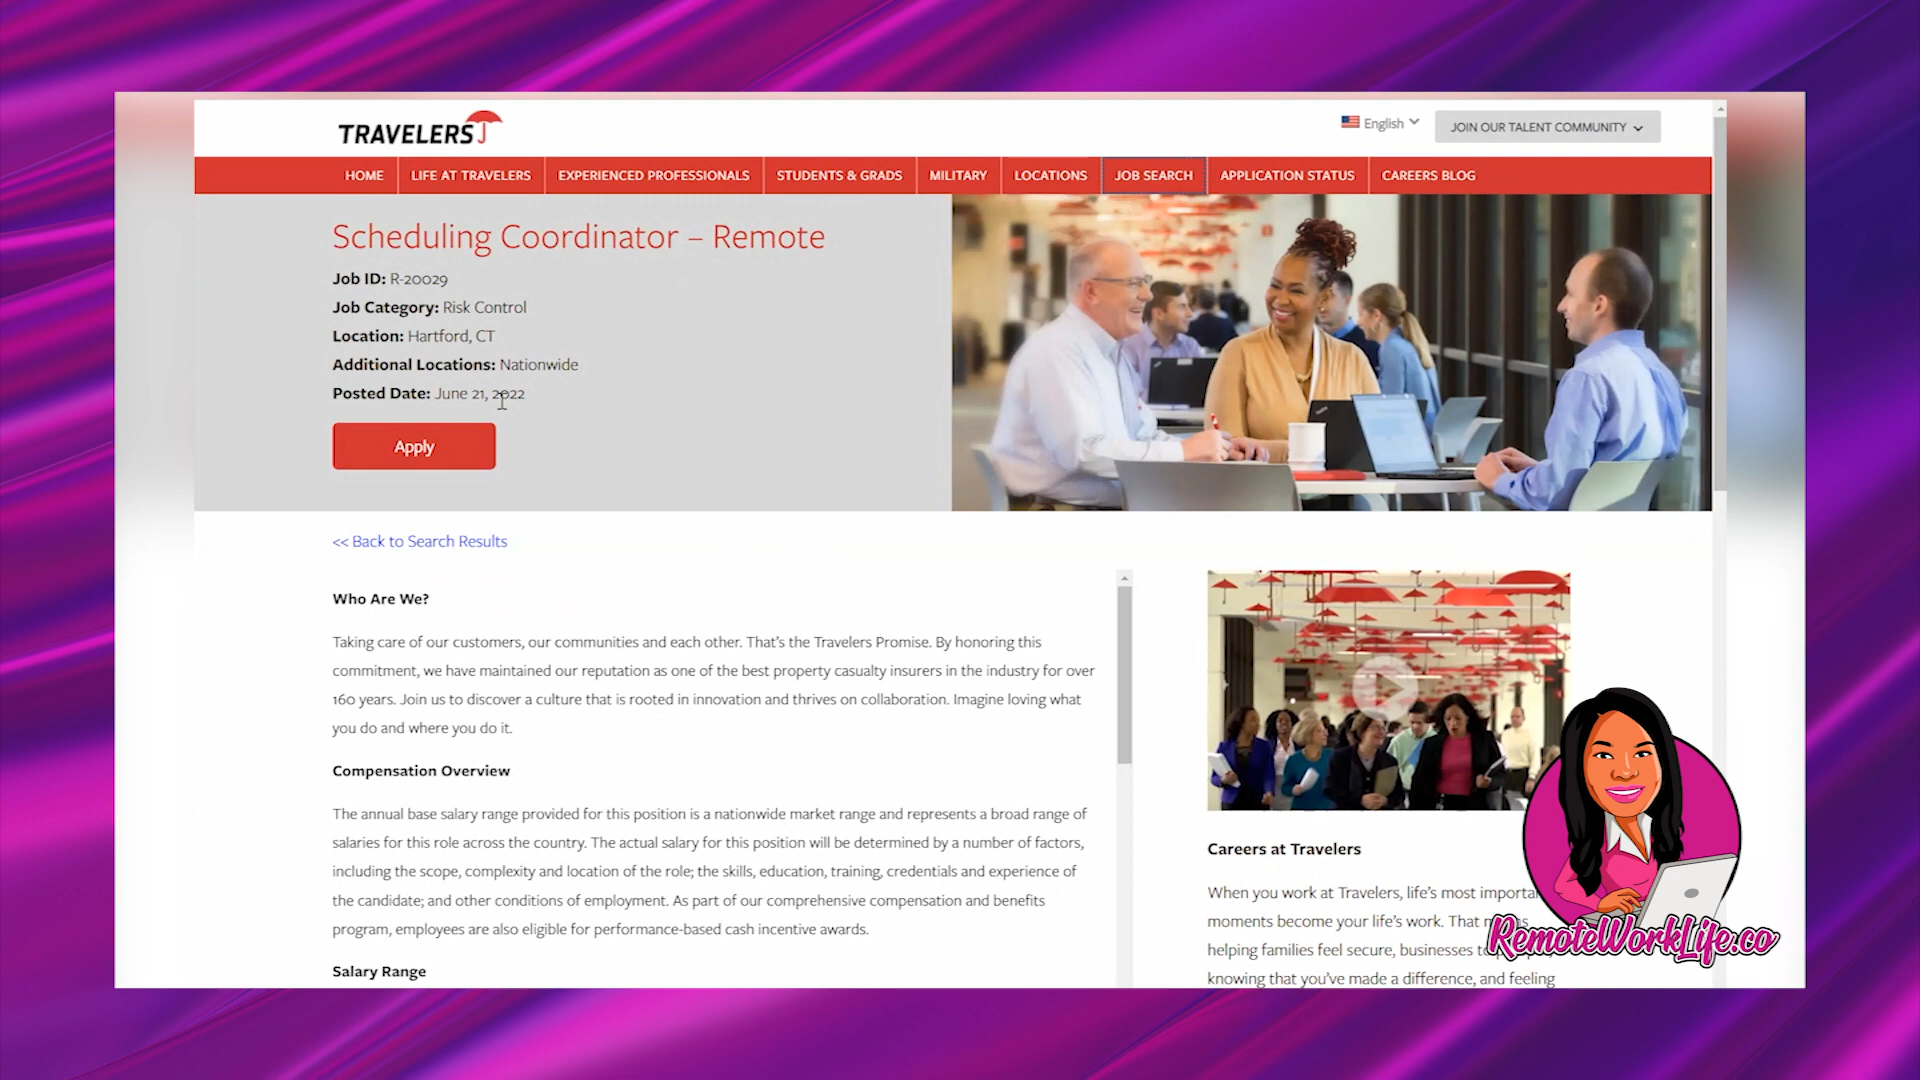 TRAVELERS
English
JOIN OUR TALENT COMMUNITY
HOME
LIFE AT TRAVELERS
EXPERIENCED PROFESSIONALS
STUDENTS & GRADS
MILITARY
LOCATIONS
JOB SEARCH
APPLICATION STATUS
CAREERS BLOG
Scheduling Coordinator – Remote
Job ID: R-20029
Job Category: Risk Control
Location: Hartford, CT
Additional Locations: Nationwide
Posted Date: June 21, 2022
Apply
<< Back to Search Results
Who Are We?
Taking care of our customers, our communities and each other. That's the Travelers Promise. By honoring this
commitment, we have maintained our reputation as one of the best property casualty insurers in the industry for over
160 years. Join us to discover a culture that is rooted in innovation and thrives on collaboration. Imagine loving what
you do and where you do it.
Compensation Overview
The annual base salary range provided for this position is a nationwide market range and represents a broad range of
salaries for this role across the country. The actual salary for this position will be determined by a number of factors,
including the scope, complexity and location of the role; the skills, education, training, credentials and experience of
the candidate; and other conditions of employment. As part of our comprehensive compensation and benefits
program, employees are also eligible for performance-based cash incentive awards.
Salary Range
Careers at Travelers
When you work at Travelers, life's most
moments become your life's work. That
helping families feel secure, businesses
knowing that you've made a difference, and feeling
RemoteWorkLife.co